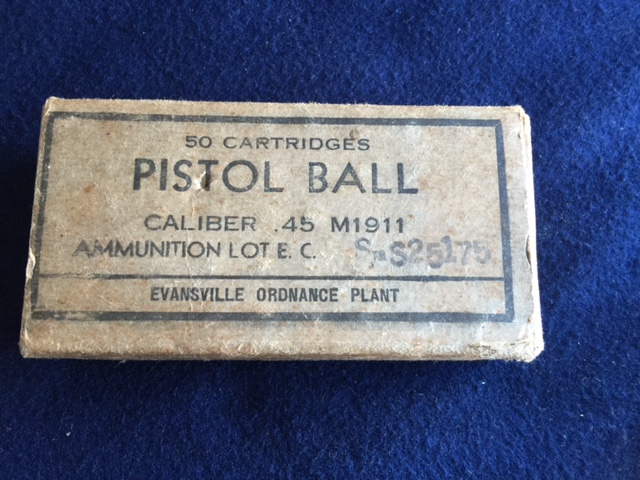 50 CARTRIDGES
PISTOL BALL
CALIBER .45 M1911
AMMUNITION LOT E. C. S-S25175
EVANSVILLE ORDNANCE PLANT